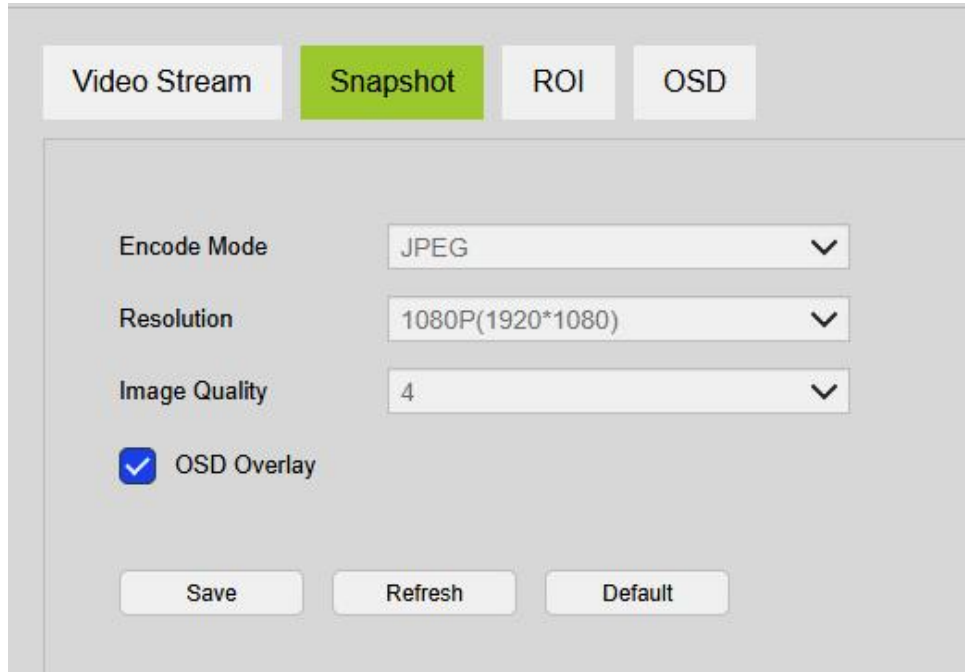 Video Stream Snapshot ROI OSD
Encode Mode JPEG
Resolution 1080P(1920*1080)
Image Quality 4
OSD Overlay
Save Refresh Default